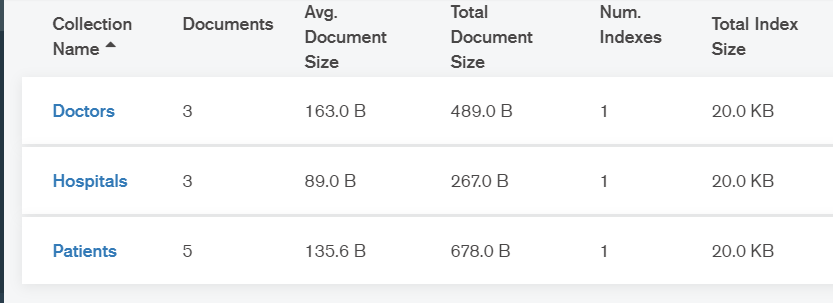 Collection Name Documents Avg. Document Size Total Document Size Num. Indexes Total Index Size
Doctors 3 163.0 B 489.0 B 1 20.0 KB
Hospitals 3 89.0 B 267.0 B 1 20.0 KB
Patients 5 135.6 B 678.0 B 1 20.0 KB